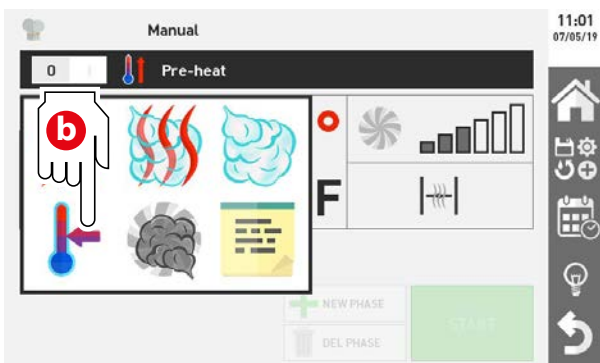 Manual
11:01
07/05/19
0
Pre-heat
b
F
NEW PHASE
DEL PHASE
START